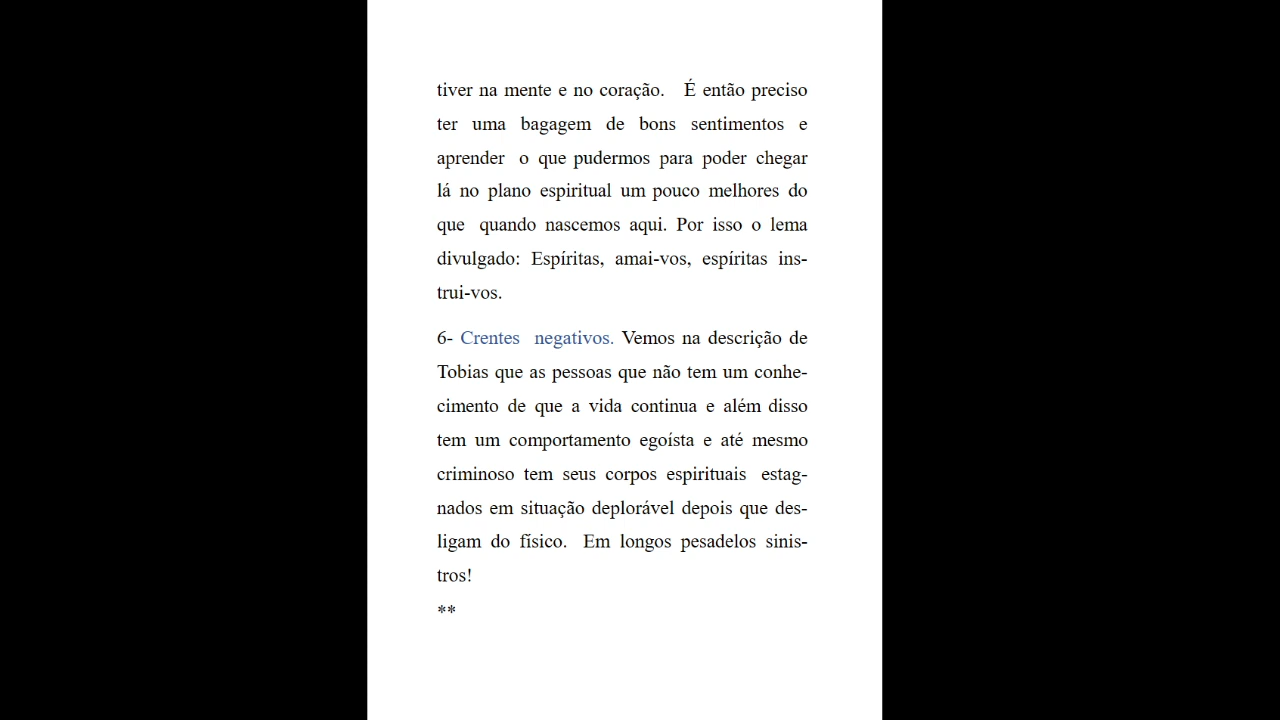 tiver na mente e no coração. É então preciso
ter uma bagagem de bons sentimentos e
aprender o que pudermos para poder chegar
lá no plano espiritual um pouco melhores do
que quando nascemos aqui. Por isso o lema
divulgado: Espíritas, amai-vos, espíritas ins-
trui-vos.
6- Crentes negativos. Vemos na descrição de
Tobias que as pessoas que não tem um conhe-
cimento de que a vida continua e além disso
tem um comportamento egoísta e até mesmo
criminoso tem seus corpos espirituais estag-
nados em situação deplorável depois que des-
ligam do físico. Em longos pesadelos sinis-
tros!
**